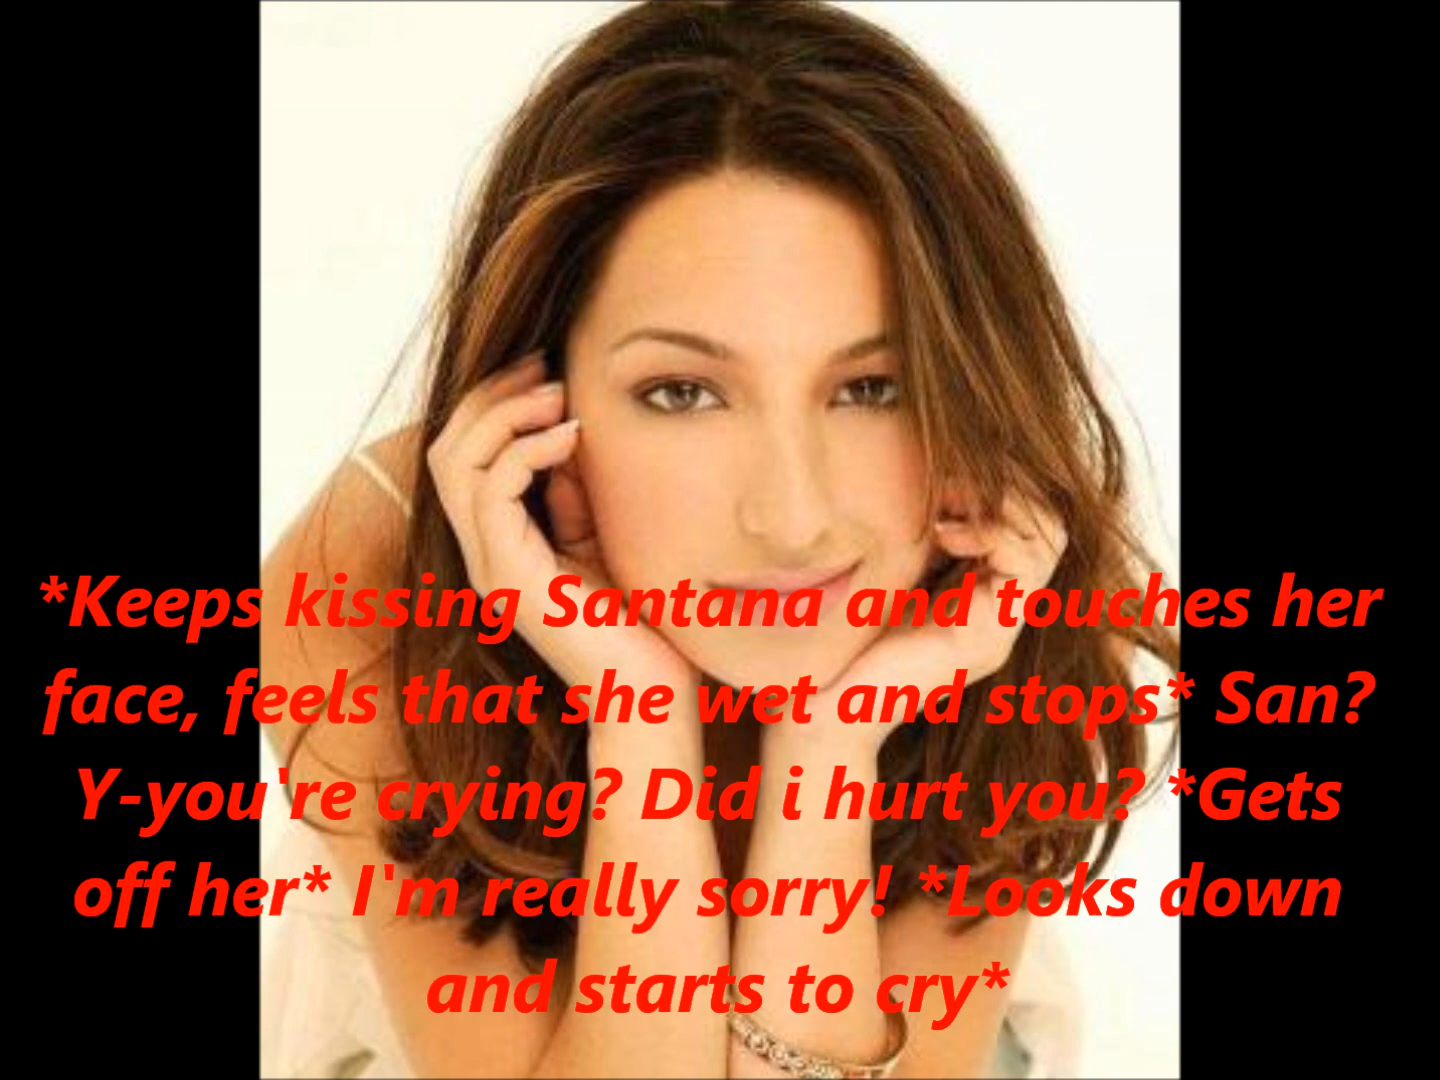 *Keeps kissing Santana and touches her
face, feels that she wet and stops* San?
Y-you're crying? Did i hurt you? *Gets
off her* I'm really sorry! *Looks down
and starts to cry*